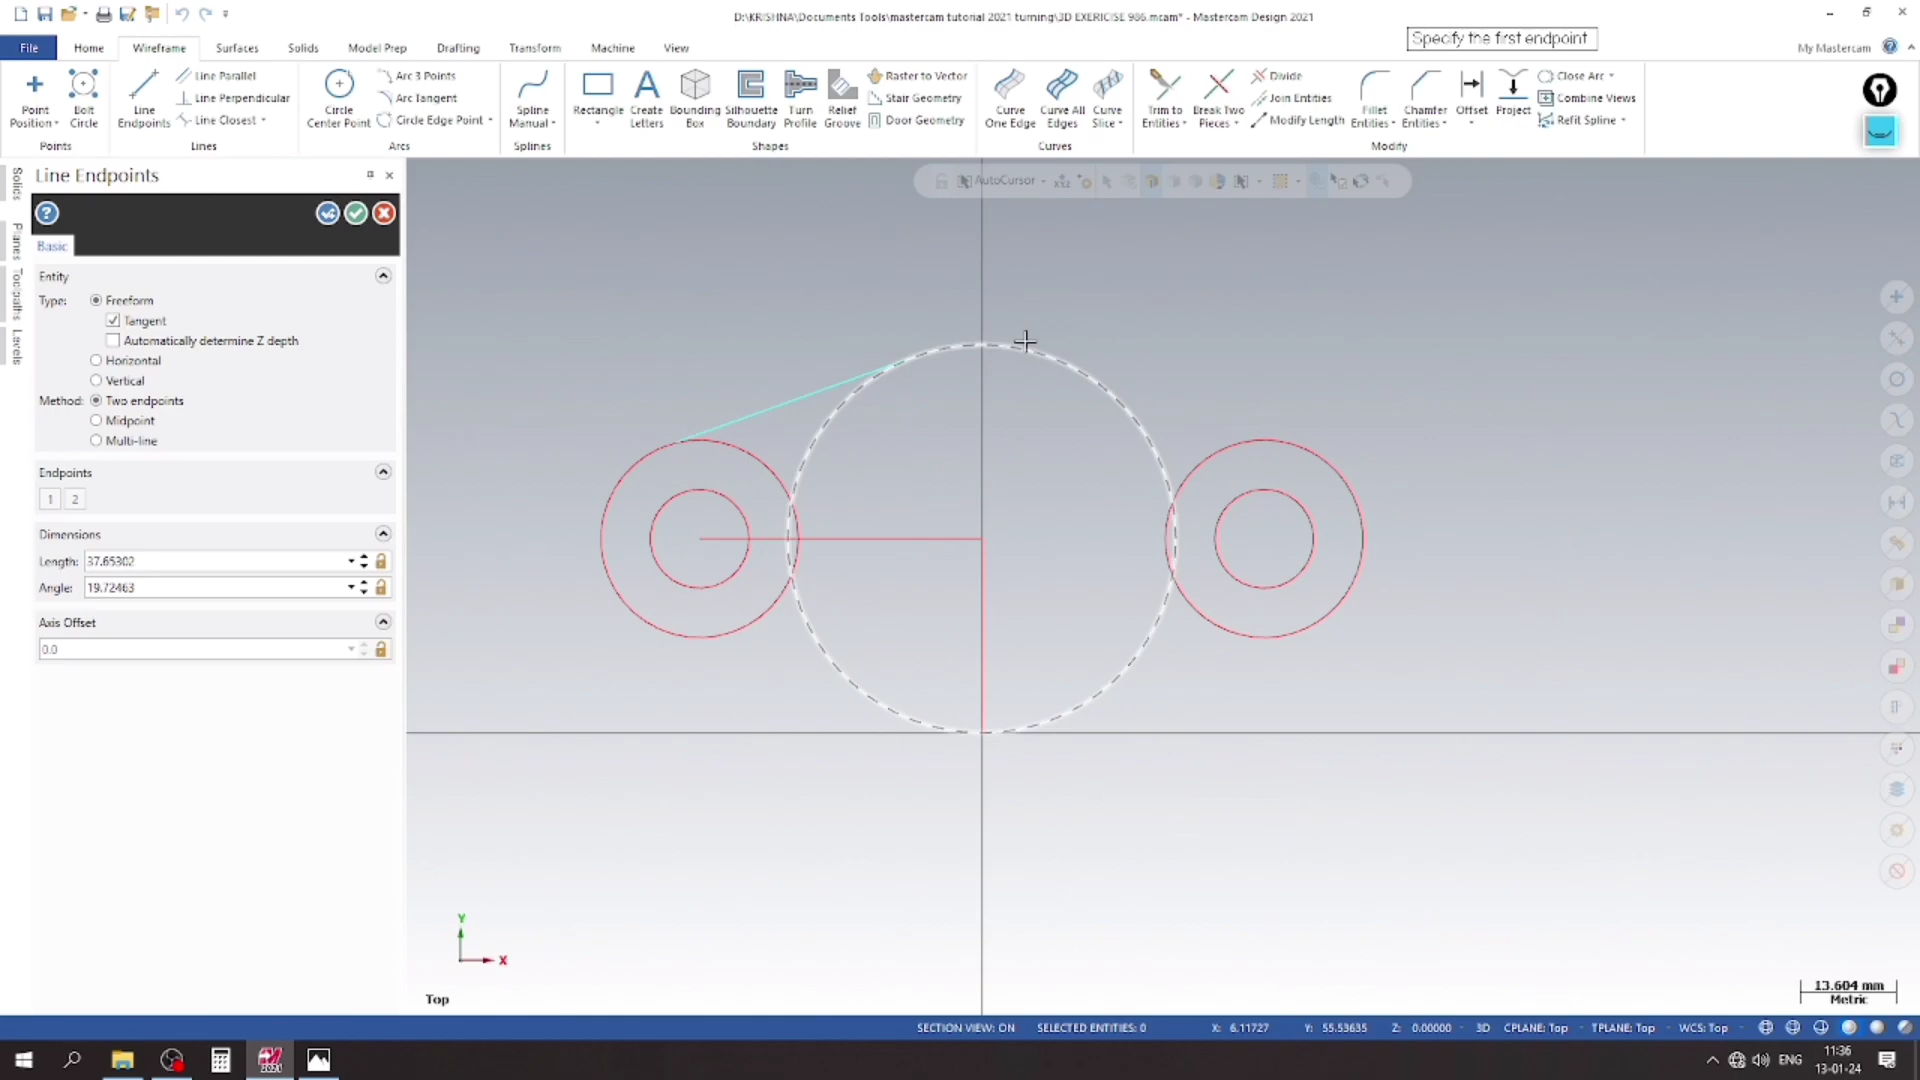 D:\KRISHNA\Documents Tools\mastercam tutorial 2021 turning\3D EXERICISE 986.mcam* - Mastercam Design 2021
Specify the first endpoint
File
Home
Wireframe
Surfaces
Solids
Model Prep
Drafting
Transform
Machine
View
My Mastercam
Point Position
Bolt Circle
Points
Line Endpoints
Line Parallel
Line Perpendicular
Line Closest
Lines
Circle Center Point
Arc 3 Points
Arc Tangent
Circle Edge Point
Arcs
Spline Manual
Splines
Rectangle
Create Letters
Bounding Box
Silhouette Boundary
Turn Profile
Relief Groove
Raster to Vector
Stair Geometry
Door Geometry
Shapes
Curve One Edge
Curve All Edges
Curve Slice
Curves
Trim to Entities
Break Two Pieces
Divide
Join Entities
Modify Length
Fillet Entities
Chamfer Entities
Offset
Project
Close Arc
Combine Views
Refit Spline
Modify
Solids
Planes
Toolpaths
Levels
Line Endpoints
AutoCursor
Basic
Entity
Type:
Freeform
Tangent
Automatically determine Z depth
Horizontal
Vertical
Method:
Two endpoints
Midpoint
Multi-line
Endpoints
1
2
Dimensions
Length:
37.65302
Angle:
19.72463
Axis Offset
0.0
Y
X
Top
13.604 mm
Metric
SECTION VIEW: ON
SELECTED ENTITIES: 0
X: 6.11727
Y: 55.53635
Z: 0.00000
3D
CPLANE: Top
TPLANE: Top
WCS: Top
ENG
11:36
13-01-24